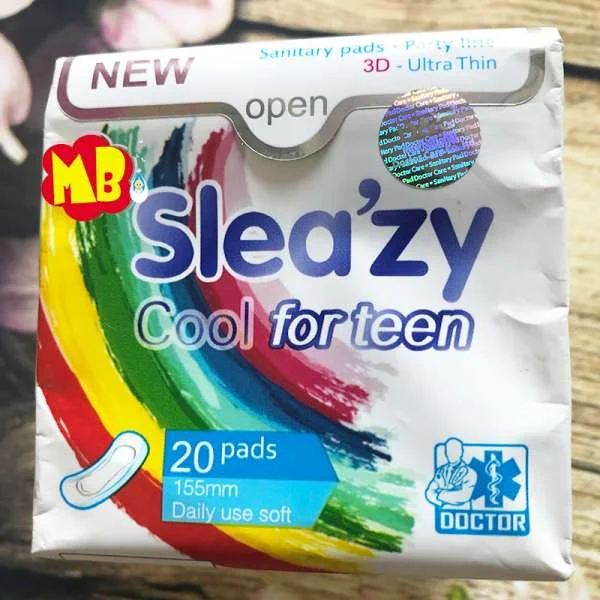 NEW
Sanitary pads - Party line
3D - Ultra Thin
open
MB
Slea'zy
Cool for teen
20 pads
155mm
Daily use soft
DOCTOR